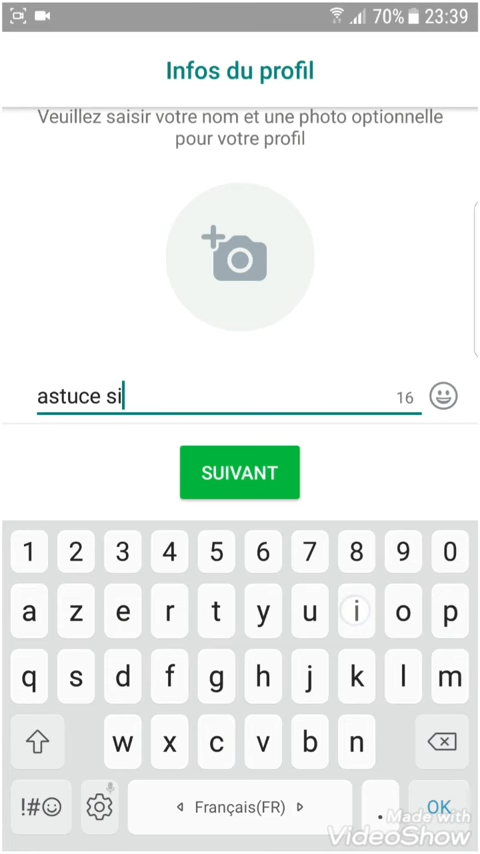 70% 23:39
Infos du profil
Veuillez saisir votre nom et une photo optionnelle
pour votre profil
astuce si 16
SUIVANT
1 2 3 4 5 6 7 8 9 0
a z e r t y u i o p
q s d f g h j k l m
w x c v b n
!#☺ Français(FR) . OK
Made with
VideoShow